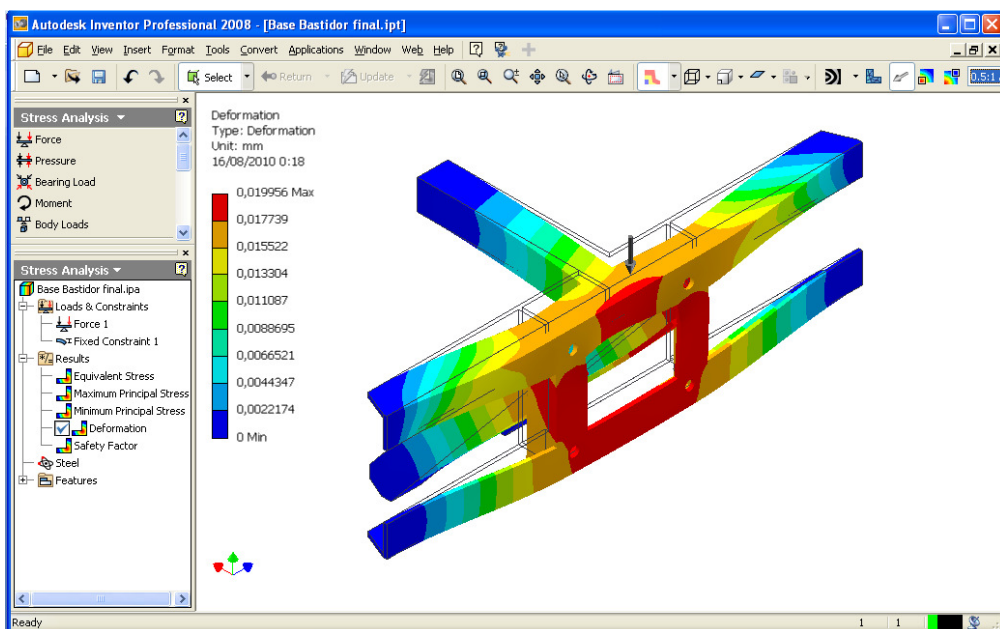 Autodesk Inventor Professional 2008 - [Base Bastidor final.ipt]
File Edit View Insert Format Tools Convert Applications Window Web Help
Select Return Update 0.5:1
Stress Analysis
Force
Pressure
Bearing Load
Moment
Body Loads
Stress Analysis
Base Bastidor final.ipa
Loads & Constraints
Force 1
Fixed Constraint 1
Results
Equivalent Stress
Maximum Principal Stress
Minimum Principal Stress
Deformation
Safety Factor
Steel
Features
Deformation
Type: Deformation
Unit: mm
16/08/2010 0:18
0,019956 Max
0,017739
0,015522
0,013304
0,011087
0,0088695
0,0066521
0,0044347
0,0022174
0 Min
Ready
1 1